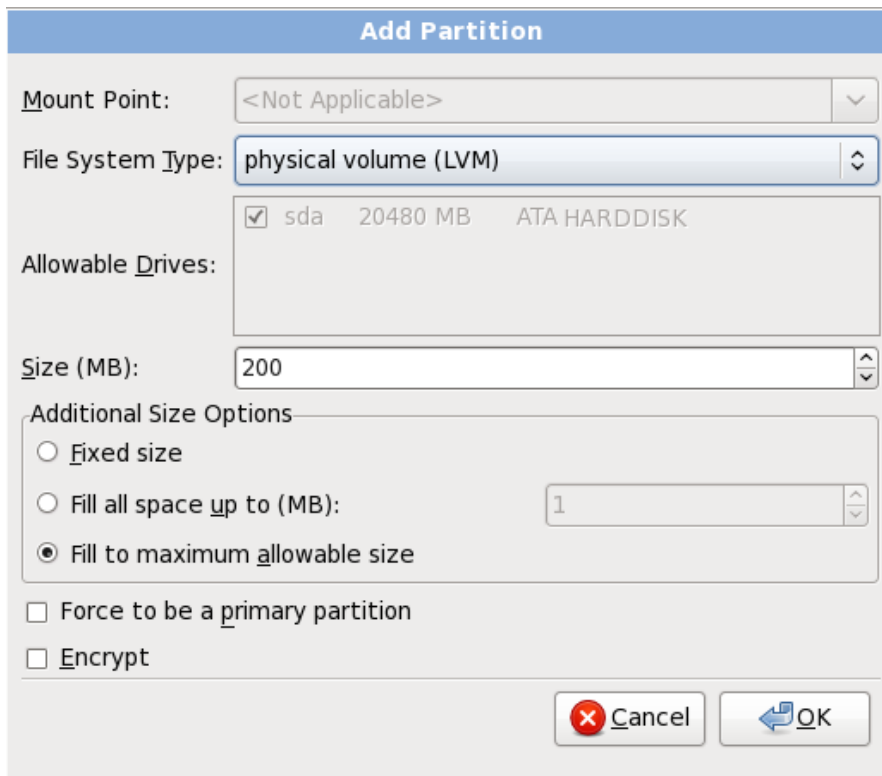 Add Partition
Mount Point: <Not Applicable>
File System Type: physical volume (LVM)
sda 20480 MB ATA HARDDISK
Allowable Drives:
Size (MB): 200
Additional Size Options
Fixed size
Fill all space up to (MB): 1
Fill to maximum allowable size
Force to be a primary partition
Encrypt
Cancel OK